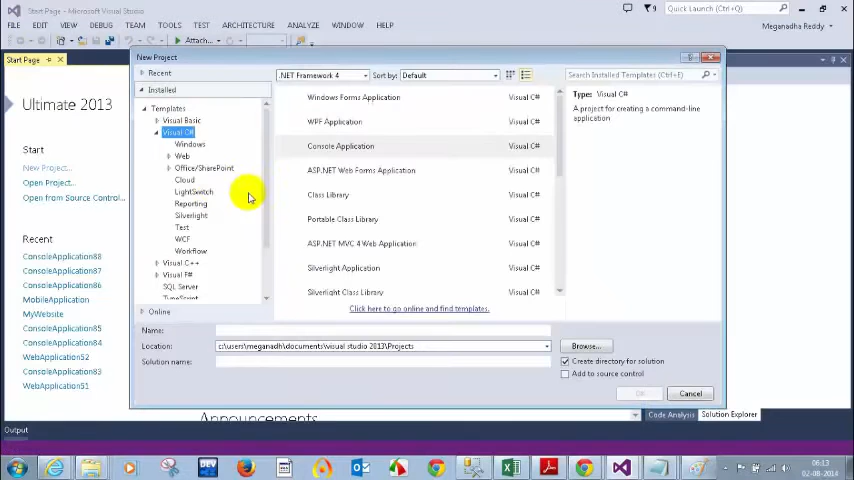 Start Page - Microsoft Visual Studio
9
Quick Launch (Ctrl+Q)
FILE EDIT VIEW DEBUG TEAM TOOLS TEST ARCHITECTURE ANALYZE WINDOW HELP
Meganadha Reddy
Attach...
Start Page
Ultimate 2013
Start
New Project...
Open Project...
Open from Source Control...
Recent
ConsoleApplication88
ConsoleApplication87
ConsoleApplication86
MobileApplication
MyWebsite
ConsoleApplication85
WebApplication52
ConsoleApplication83
WebApplication51
New Project
Recent
Installed
.NET Framework 4
Sort by: Default
Search Installed Templates (Ctrl+E)
Templates
Visual Basic
Visual C#
Windows
Web
Office/SharePoint
Cloud
LightSwitch
Reporting
Silverlight
Test
WCF
Workflow
Visual C++
Visual F#
SQL Server
TypeScript
Online
Windows Forms Application Visual C#
WPF Application Visual C#
Console Application Visual C#
ASP.NET Web Forms Application Visual C#
Class Library Visual C#
Portable Class Library Visual C#
ASP.NET MVC 4 Web Application Visual C#
Silverlight Application Visual C#
Silverlight Class Library Visual C#
Click here to go online and find templates.
Type: Visual C#
A project for creating a command-line
application
Name:
Location: c:\users\meganadh\documents\visual studio 2013\Projects
Browse...
Solution name:
Create directory for solution
Add to source control
OK Cancel
Announcements
Code Analysis Solution Explorer
Output
DEV
06:13
02-08-2014